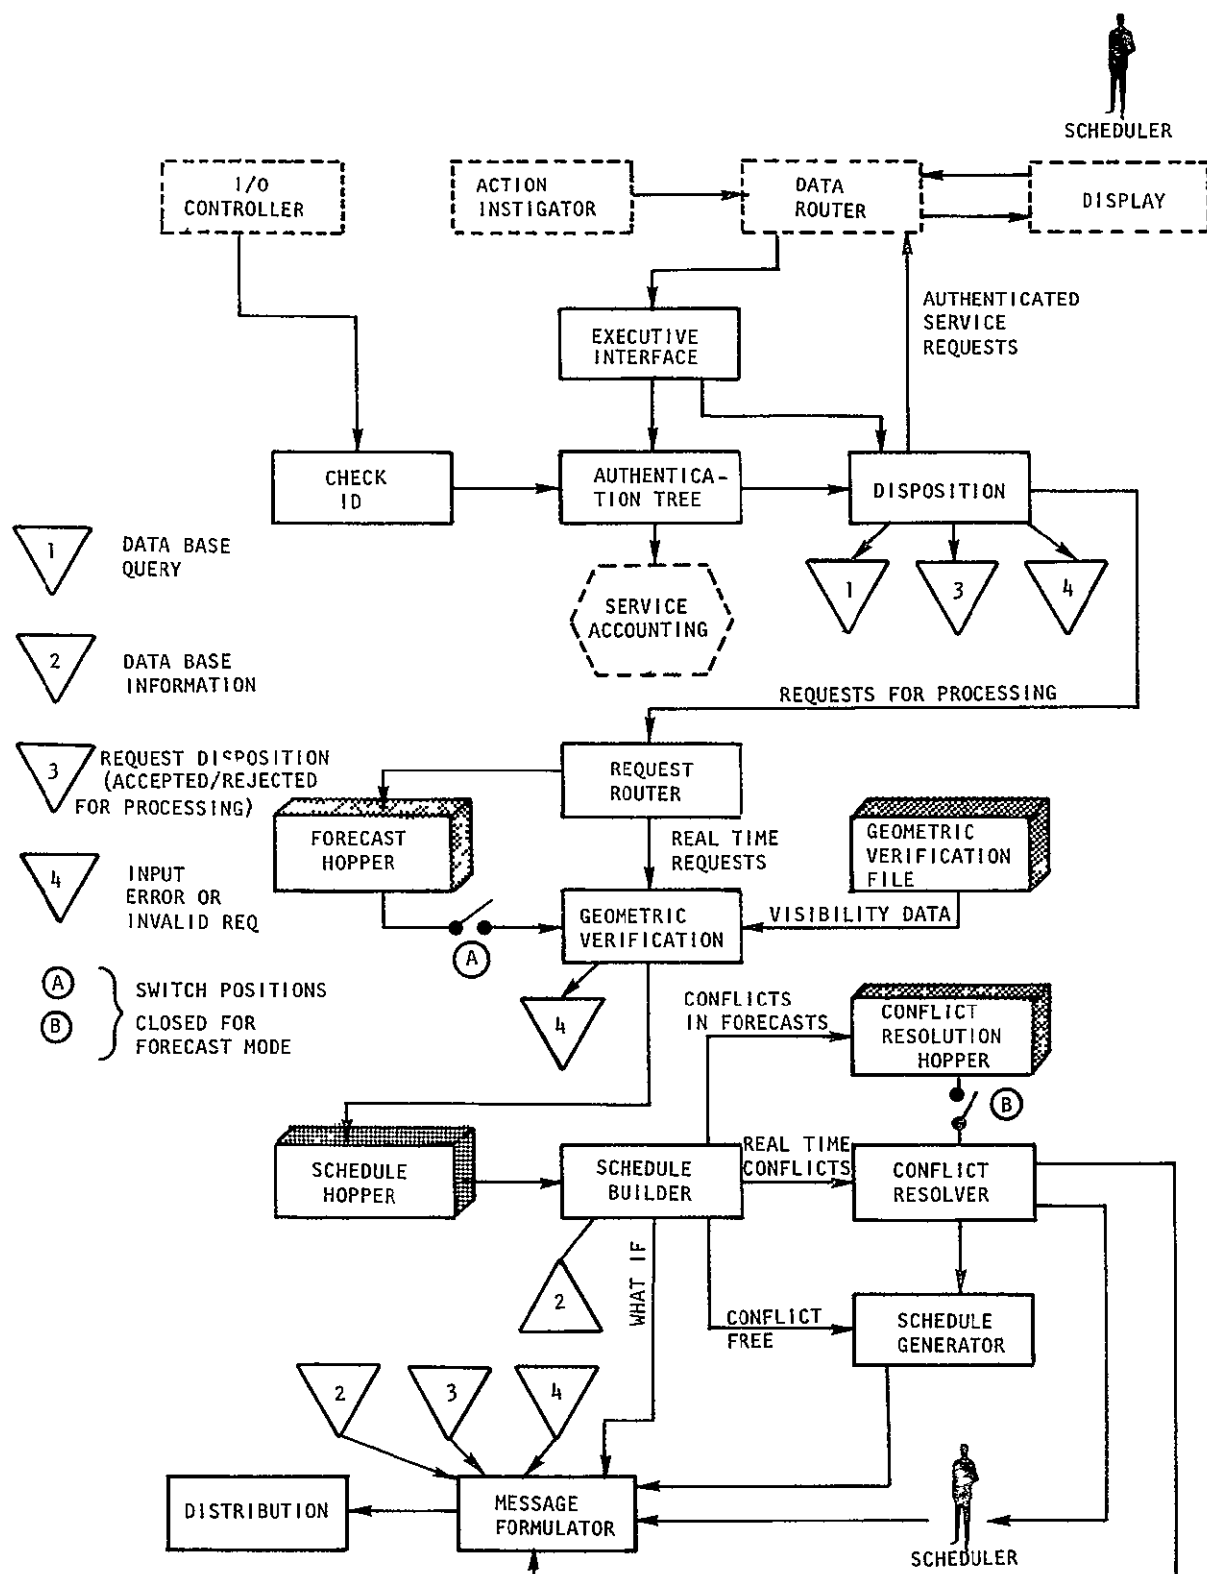 SCHEDULER
I/O
CONTROLLER
ACTION
INSTIGATOR
DATA
ROUTER
DISPLAY
AUTHENTICATED
SERVICE
REQUESTS
EXECUTIVE
INTERFACE
CHECK
ID
AUTHENTICA-
TION TREE
DISPOSITION
1
DATA BASE
QUERY
1
3
4
SERVICE
ACCOUNTING
2
DATA BASE
INFORMATION
REQUESTS FOR PROCESSING
3
REQUEST DISPOSITION
(ACCEPTED/REJECTED
FOR PROCESSING)
REQUEST
ROUTER
FORECAST
HOPPER
REAL TIME
REQUESTS
GEOMETRIC
VERIFICATION
FILE
4
INPUT
ERROR OR
INVALID REQ
A
GEOMETRIC
VERIFICATION
VISIBILITY DATA
A
B
SWITCH POSITIONS
CLOSED FOR
FORECAST MODE
4
CONFLICTS
IN FORECASTS
CONFLICT
RESOLUTION
HOPPER
B
SCHEDULE
HOPPER
SCHEDULE
BUILDER
REAL TIME
CONFLICTS
CONFLICT
RESOLVER
2
WHAT IF
CONFLICT
FREE
SCHEDULE
GENERATOR
2
3
4
DISTRIBUTION
MESSAGE
FORMULATOR
SCHEDULER